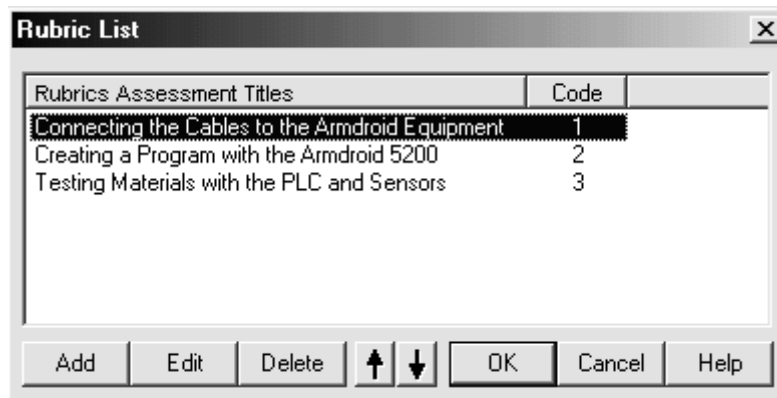 Rubric List
Rubrics Assessment Titles Code
Connecting the Cables to the Armdroid Equipment 1
Creating a Program with the Armdroid 5200 2
Testing Materials with the PLC and Sensors 3
Add Edit Delete OK Cancel Help